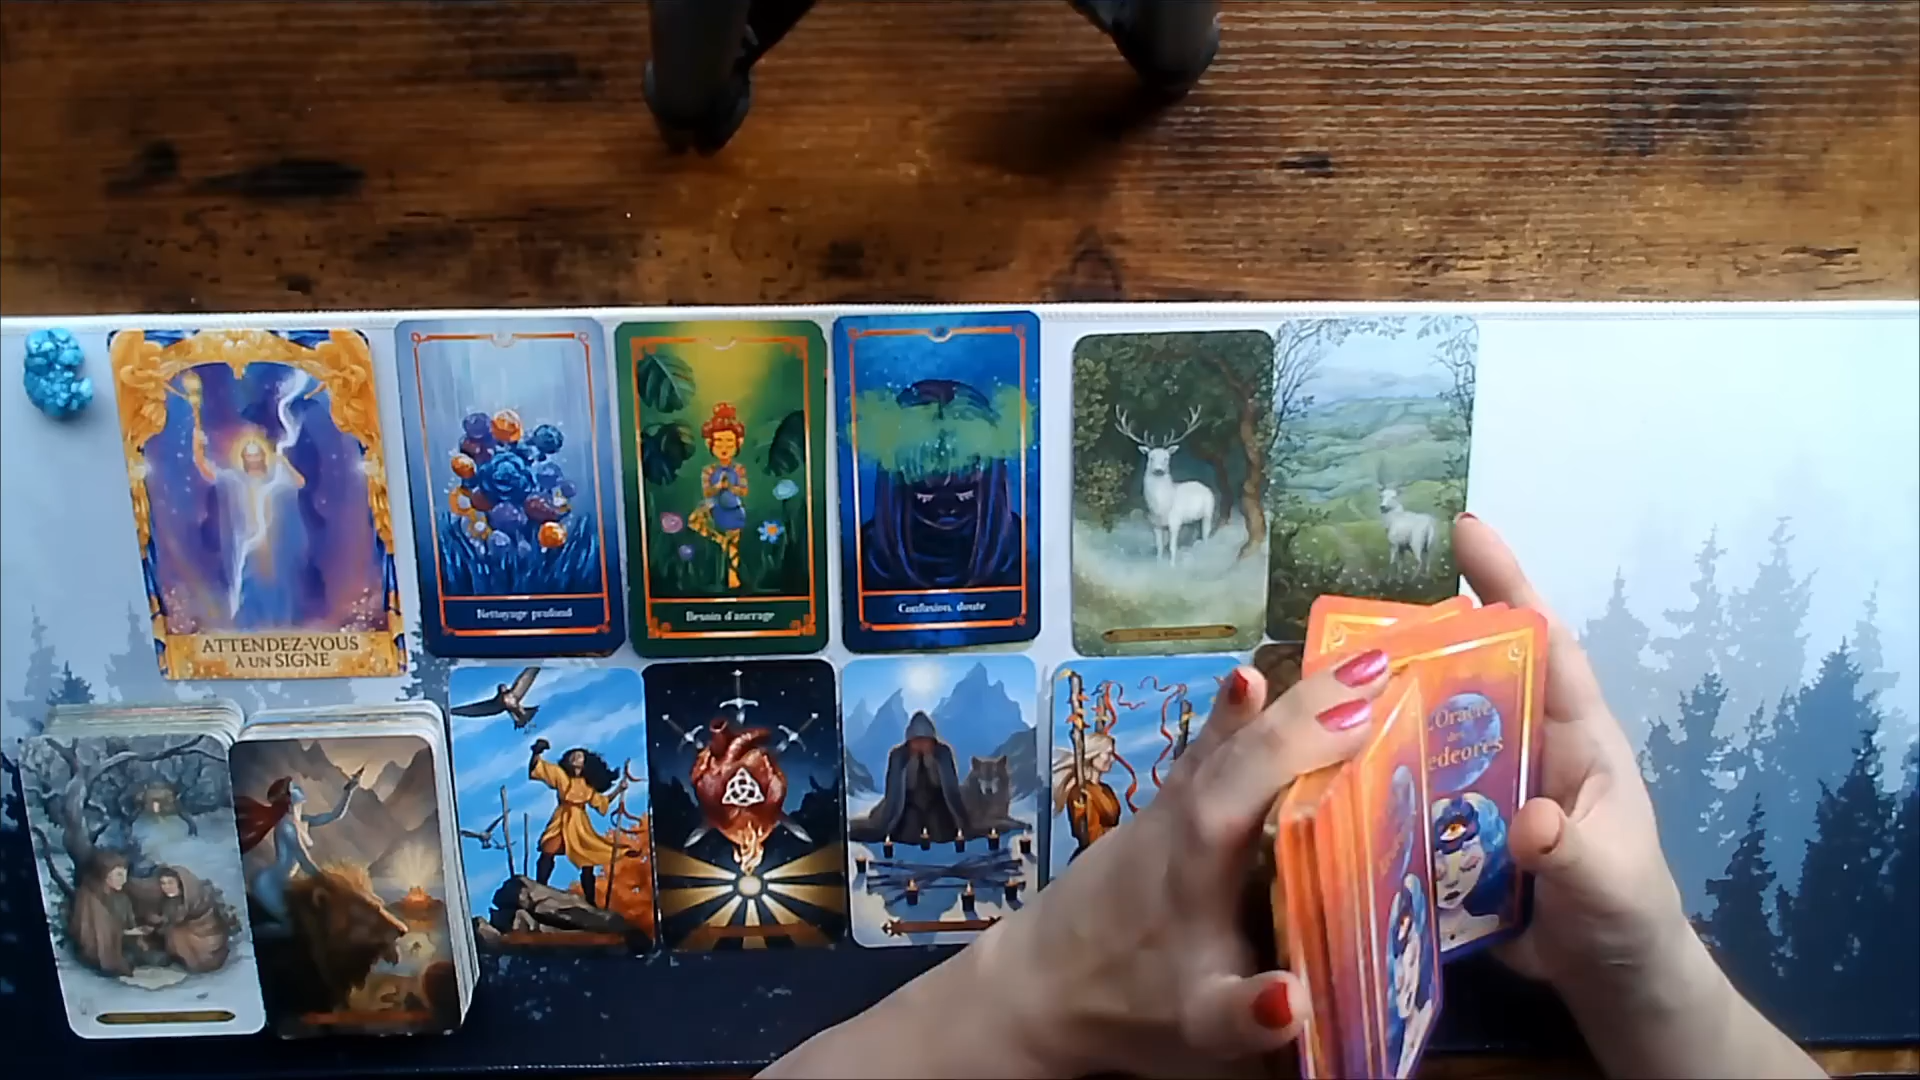 ATTENDEZ-VOUS
À UN SIGNE
Nettoyage profond
Besoin d'ancrage
Confusion, doute
L'Oracle
des